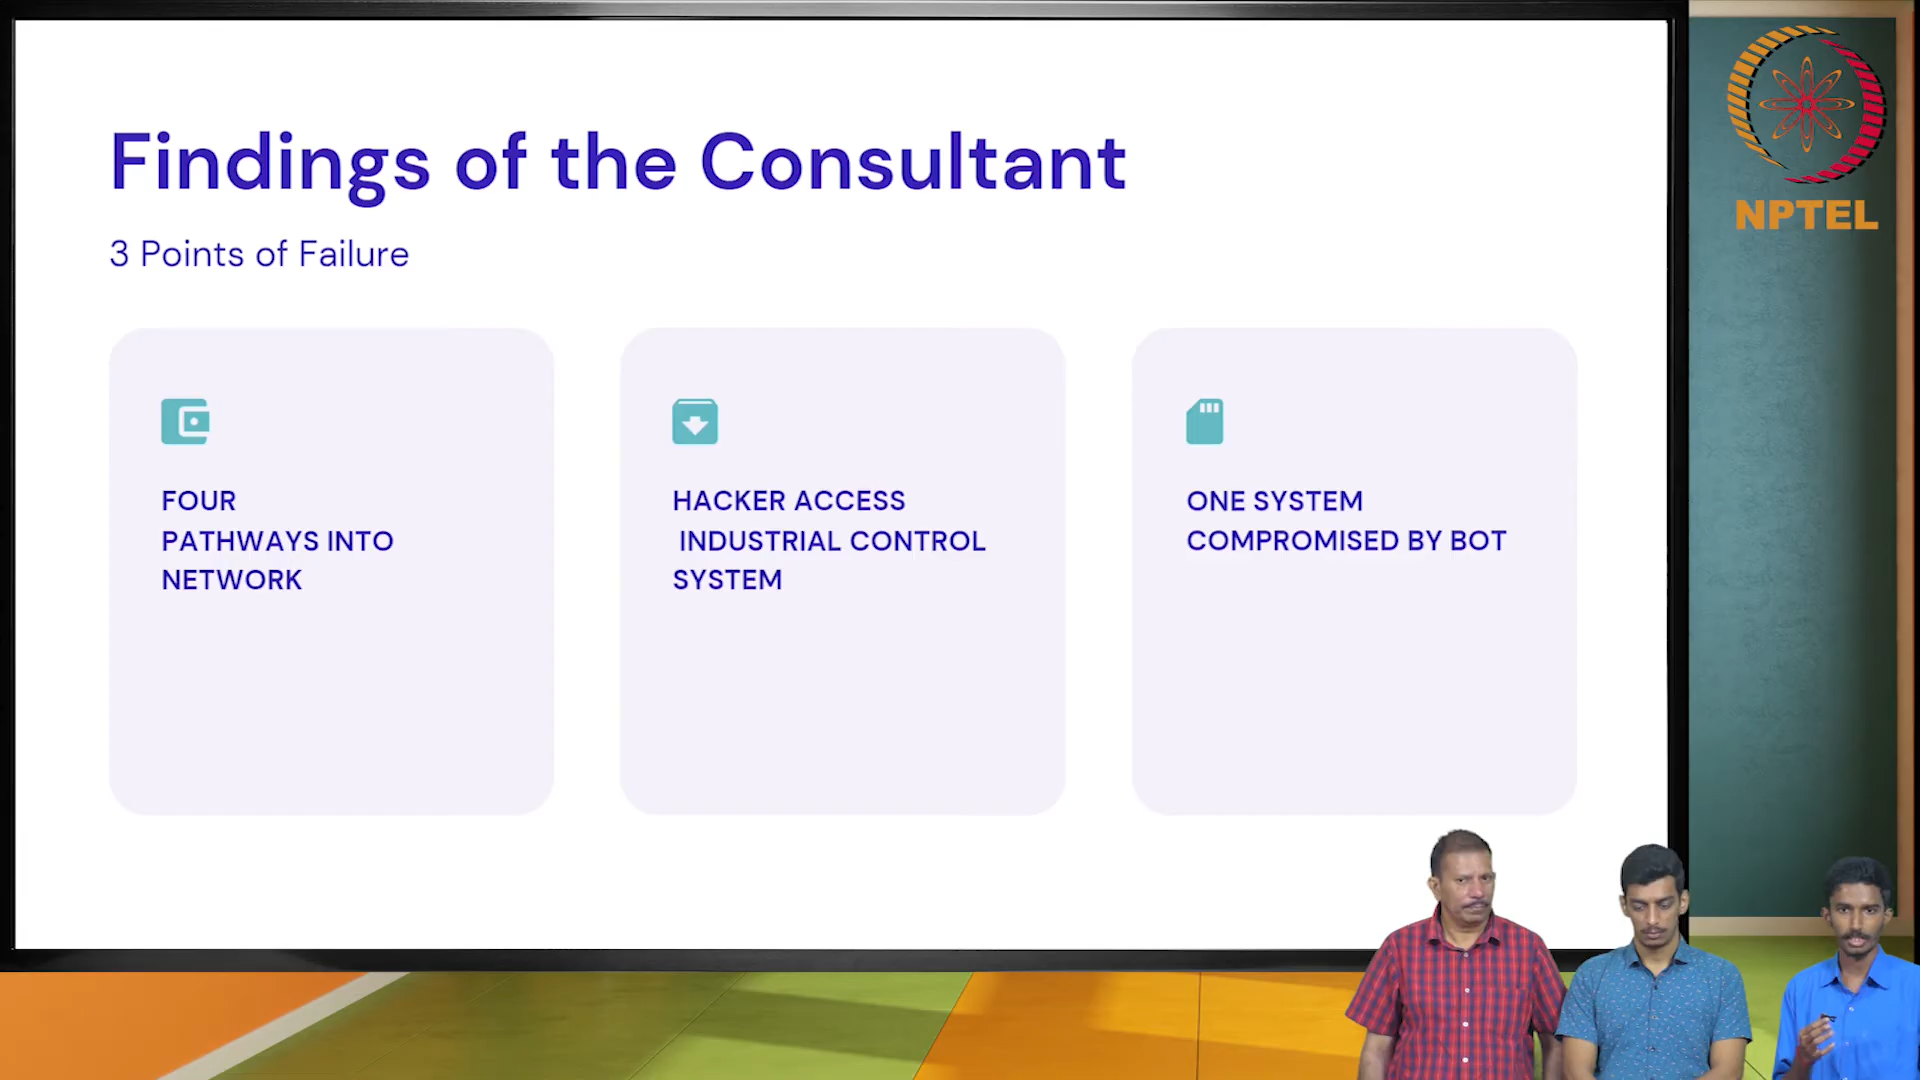 Findings of the Consultant
3 Points of Failure
FOUR
PATHWAYS INTO
NETWORK
HACKER ACCESS
INDUSTRIAL CONTROL
SYSTEM
ONE SYSTEM
COMPROMISED BY BOT
NPTEL